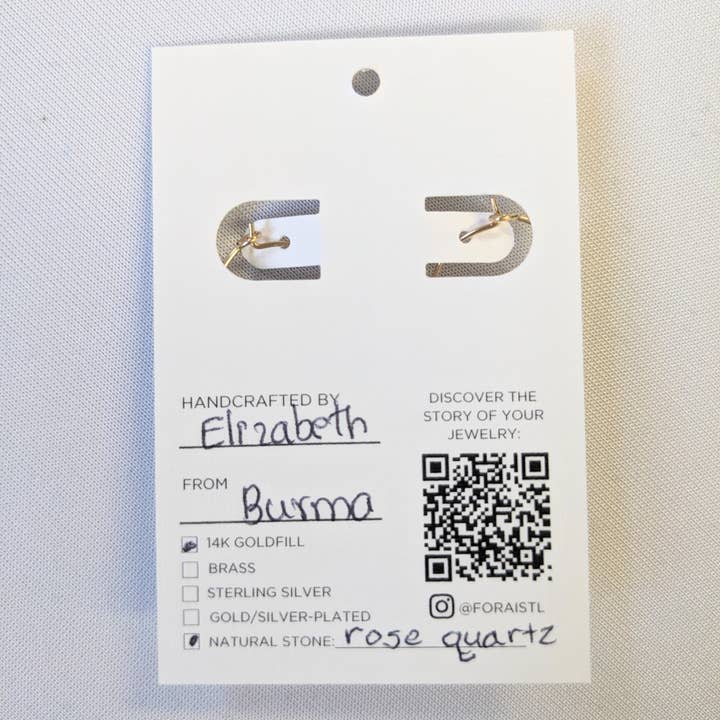 HANDCRAFTED BY
Elizabeth
FROM
Burma
14K GOLDFILL
BRASS
STERLING SILVER
GOLD/SILVER-PLATED
NATURAL STONE: rose quartz
DISCOVER THE
STORY OF YOUR
JEWELRY:
@FORAISTL